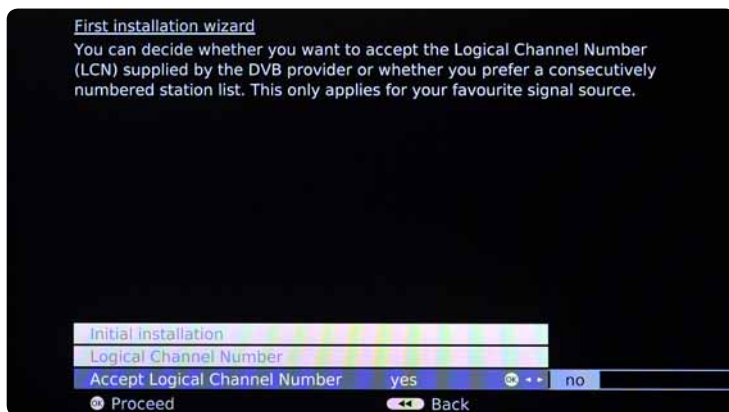 First installation wizard
You can decide whether you want to accept the Logical Channel Number
(LCN) supplied by the DVB provider or whether you prefer a consecutively
numbered station list. This only applies for your favourite signal source.
Initial installation
Logical Channel Number
Accept Logical Channel Number yes OK no
OK Proceed Back